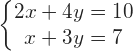 2x + 4y = 10
x + 3y = 7